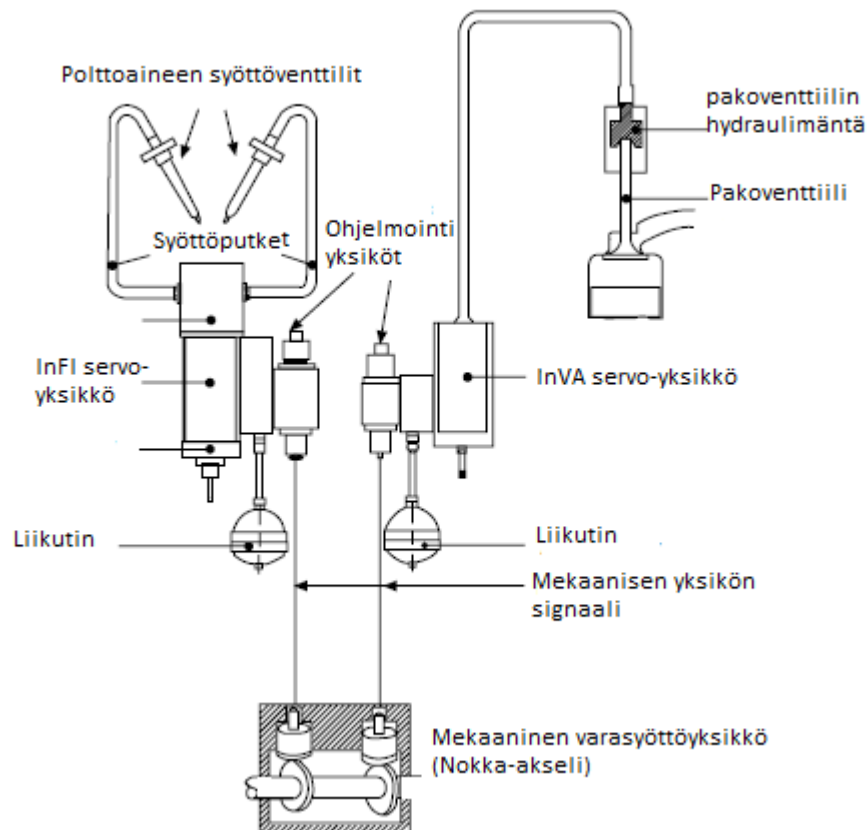 Polttoaineen syöttöventtilit
pakoventtiilin
hydraulimäntä
Pakoventtiili
Ohjelmointi
yksiköt
Syöttöputket
InFI servo-
yksikkö
InVA servo-yksikkö
Liikutin
Liikutin
Mekaanisen yksikön
signaali
Mekaaninen varasyöttöyksikkö
(Nokka-akseli)